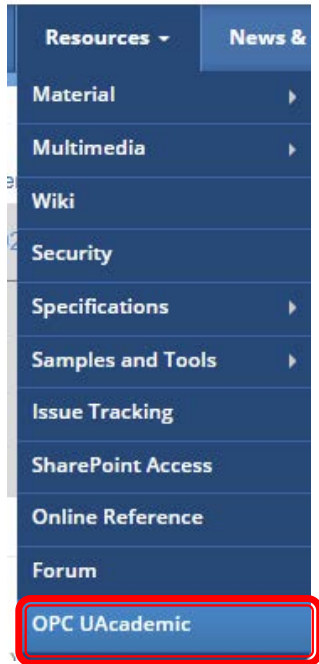 Resources
News &
Material
Multimedia
Wiki
Security
Specifications
Samples and Tools
Issue Tracking
SharePoint Access
Online Reference
Forum
OPC UAcademic